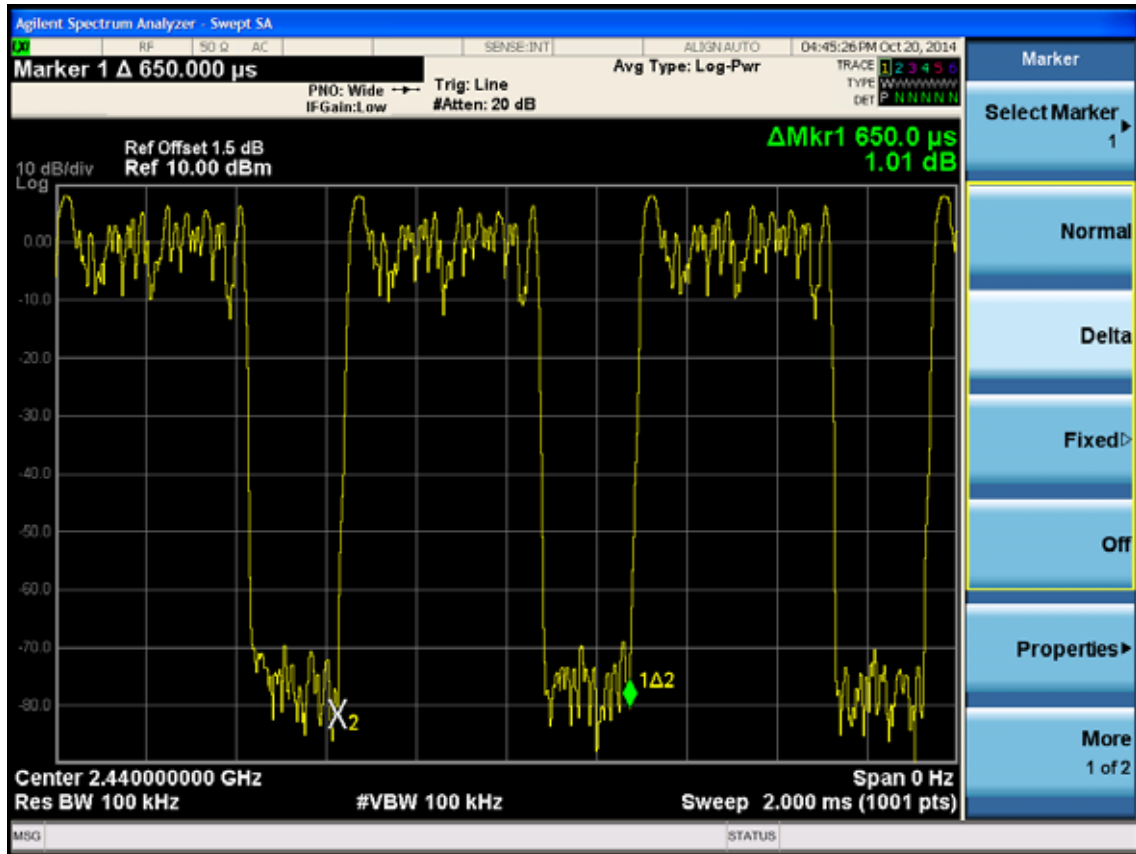 Agilent Spectrum Analyzer - Swept SA
RF 50 Ω AC SENSE:INT ALIGN AUTO 04:45:26 PM Oct 20, 2014
Marker 1 Δ 650.000 µs
PNO: Wide
IFGain:Low
Trig: Line
#Atten: 20 dB
Avg Type: Log-Pwr
TRACE 1 2 3 4 5 6
TYPE
DET P N N N N N
ΔMkr1 650.0 µs
1.01 dB
Ref Offset 1.5 dB
10 dB/div Ref 10.00 dBm
Log
0.00
-10.0
-20.0
-30.0
-40.0
-50.0
-60.0
-70.0
-80.0
1Δ2
2
Center 2.440000000 GHz Span 0 Hz
Res BW 100 kHz #VBW 100 kHz Sweep 2.000 ms (1001 pts)
MSG STATUS
Marker
Select Marker
1
Normal
Delta
Fixed
Off
Properties
More
1 of 2